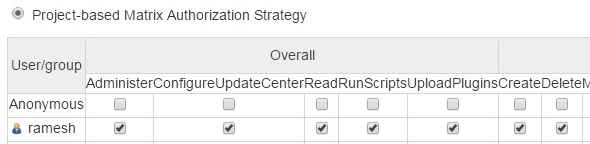 Project-based Matrix Authorization Strategy
User/group Overall
Administer ConfigureUpdateCenter Read RunScripts UploadPlugins Create Delete M
Anonymous
ramesh